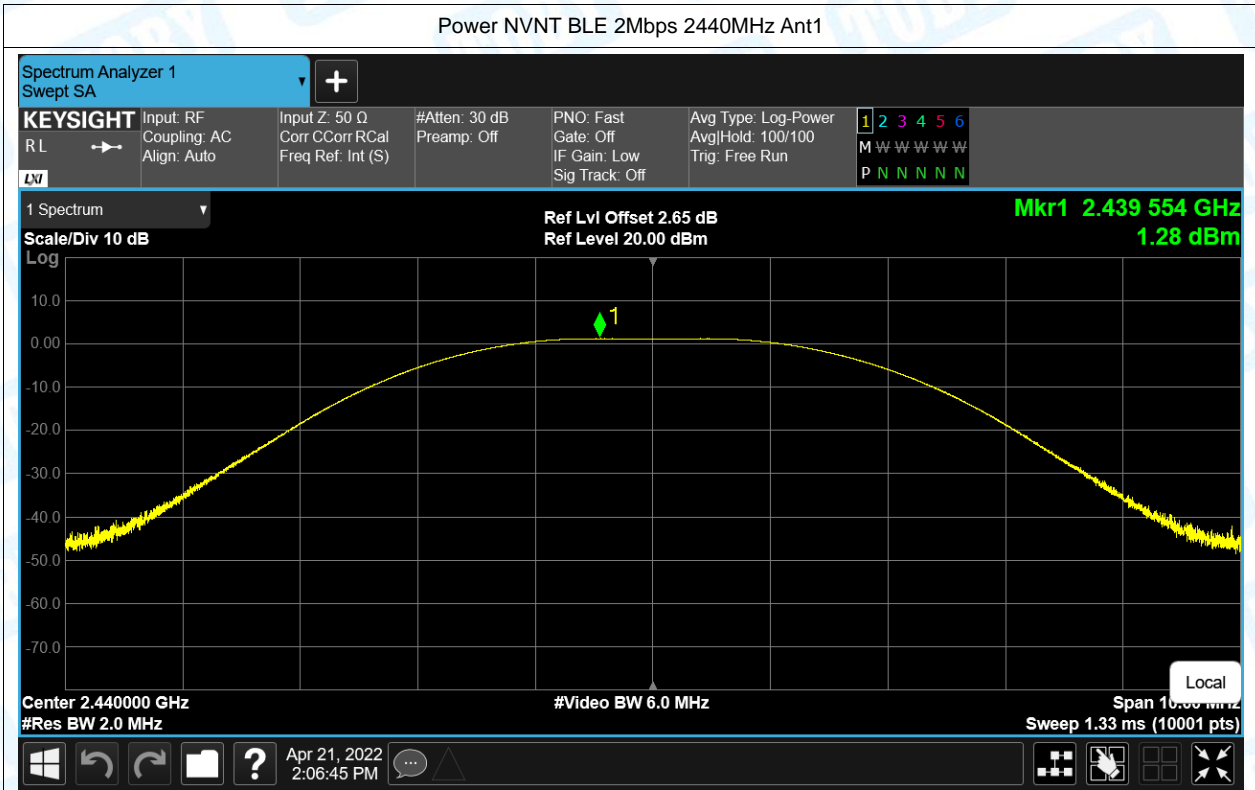 Power NVNT BLE 2Mbps 2440MHz Ant1
Spectrum Analyzer 1
Swept SA
KEYSIGHT
RL
LXI
Input: RF
Coupling: AC
Align: Auto
Input Z: 50 Ω
Corr CCorr RCal
Freq Ref: Int (S)
#Atten: 30 dB
Preamp: Off
PNO: Fast
Gate: Off
IF Gain: Low
Sig Track: Off
Avg Type: Log-Power
Avg|Hold: 100/100
Trig: Free Run
1 2 3 4 5 6
M W W W W W W
P N N N N N
1 Spectrum
Scale/Div 10 dB
Log
Ref Lvl Offset 2.65 dB
Ref Level 20.00 dBm
Mkr1 2.439 554 GHz
1.28 dBm
1
10.0
0.00
-10.0
-20.0
-30.0
-40.0
-50.0
-60.0
-70.0
Local
Center 2.440000 GHz
#Res BW 2.0 MHz
#Video BW 6.0 MHz
Span 10.00 MHz
Sweep 1.33 ms (10001 pts)
?
Apr 21, 2022
2:06:45 PM